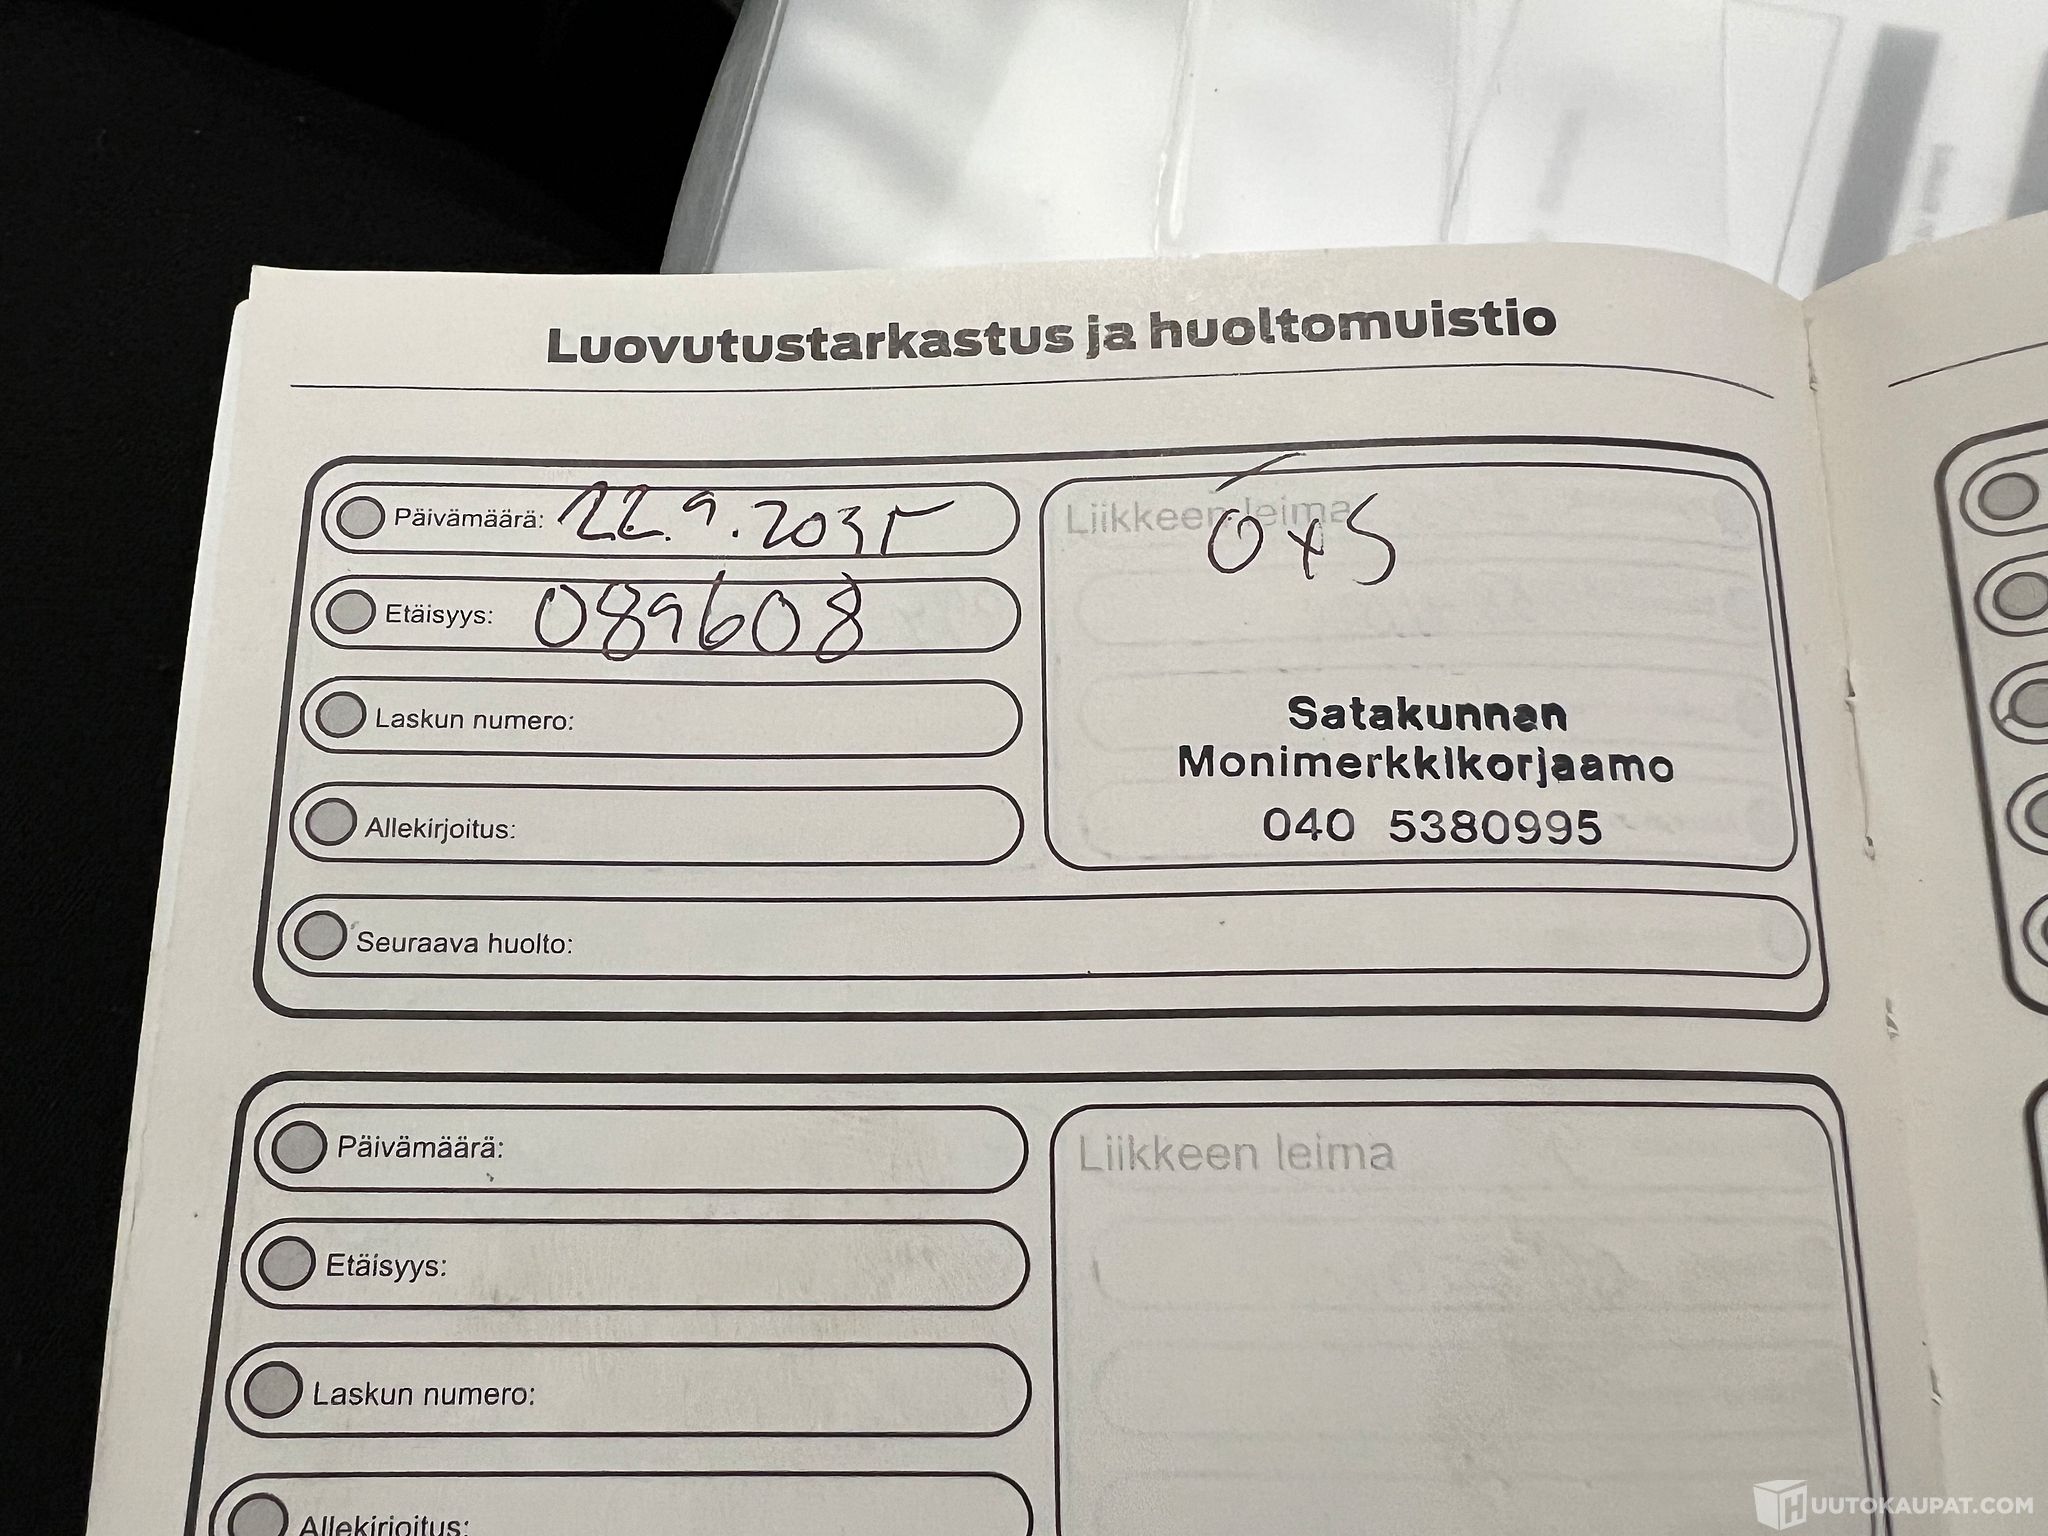 Luovutustarkastus ja huoltomuistio
Päivämäärä: 22.9.2035
Etäisyys: 089608
Laskun numero:
Allekirjoitus:
Seuraava huolto:
Liikkeen leima
Satakunnan
Monimerkkikorjaamo
040 5380995
Päivämäärä:
Etäisyys:
Laskun numero:
Allekirjoitus:
Liikkeen leima
HUUTOKAUPAT.COM